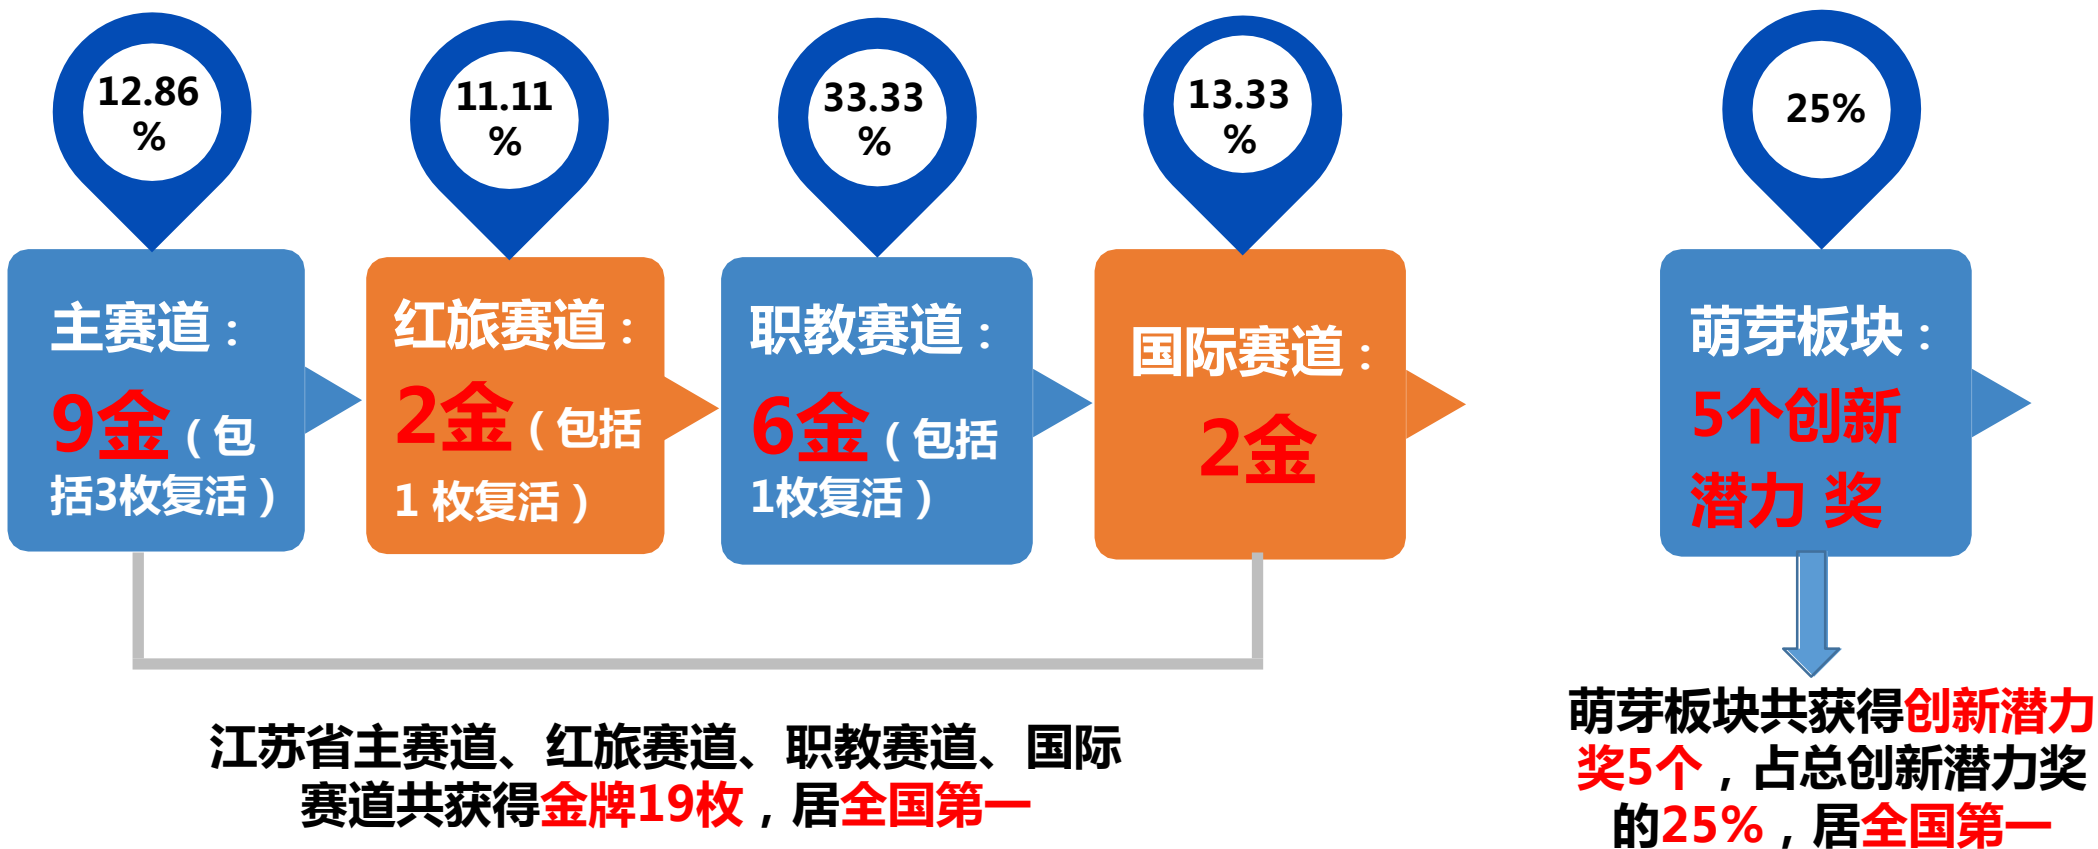 12.86
%
11.11
%
33.33
%
13.33
%
25%
主赛道：
9金（包
括3枚复活）
红旅赛道：
2金（包括
1 枚复活）
职教赛道：
6金（包括
1枚复活）
国际赛道：
2金
萌芽板块：
5个创新
潜力 奖
江苏省主赛道、红旅赛道、职教赛道、国际
赛道共获得金牌19枚，居全国第一
萌芽板块共获得创新潜力
奖5个，占总创新潜力奖
的25%，居全国第一